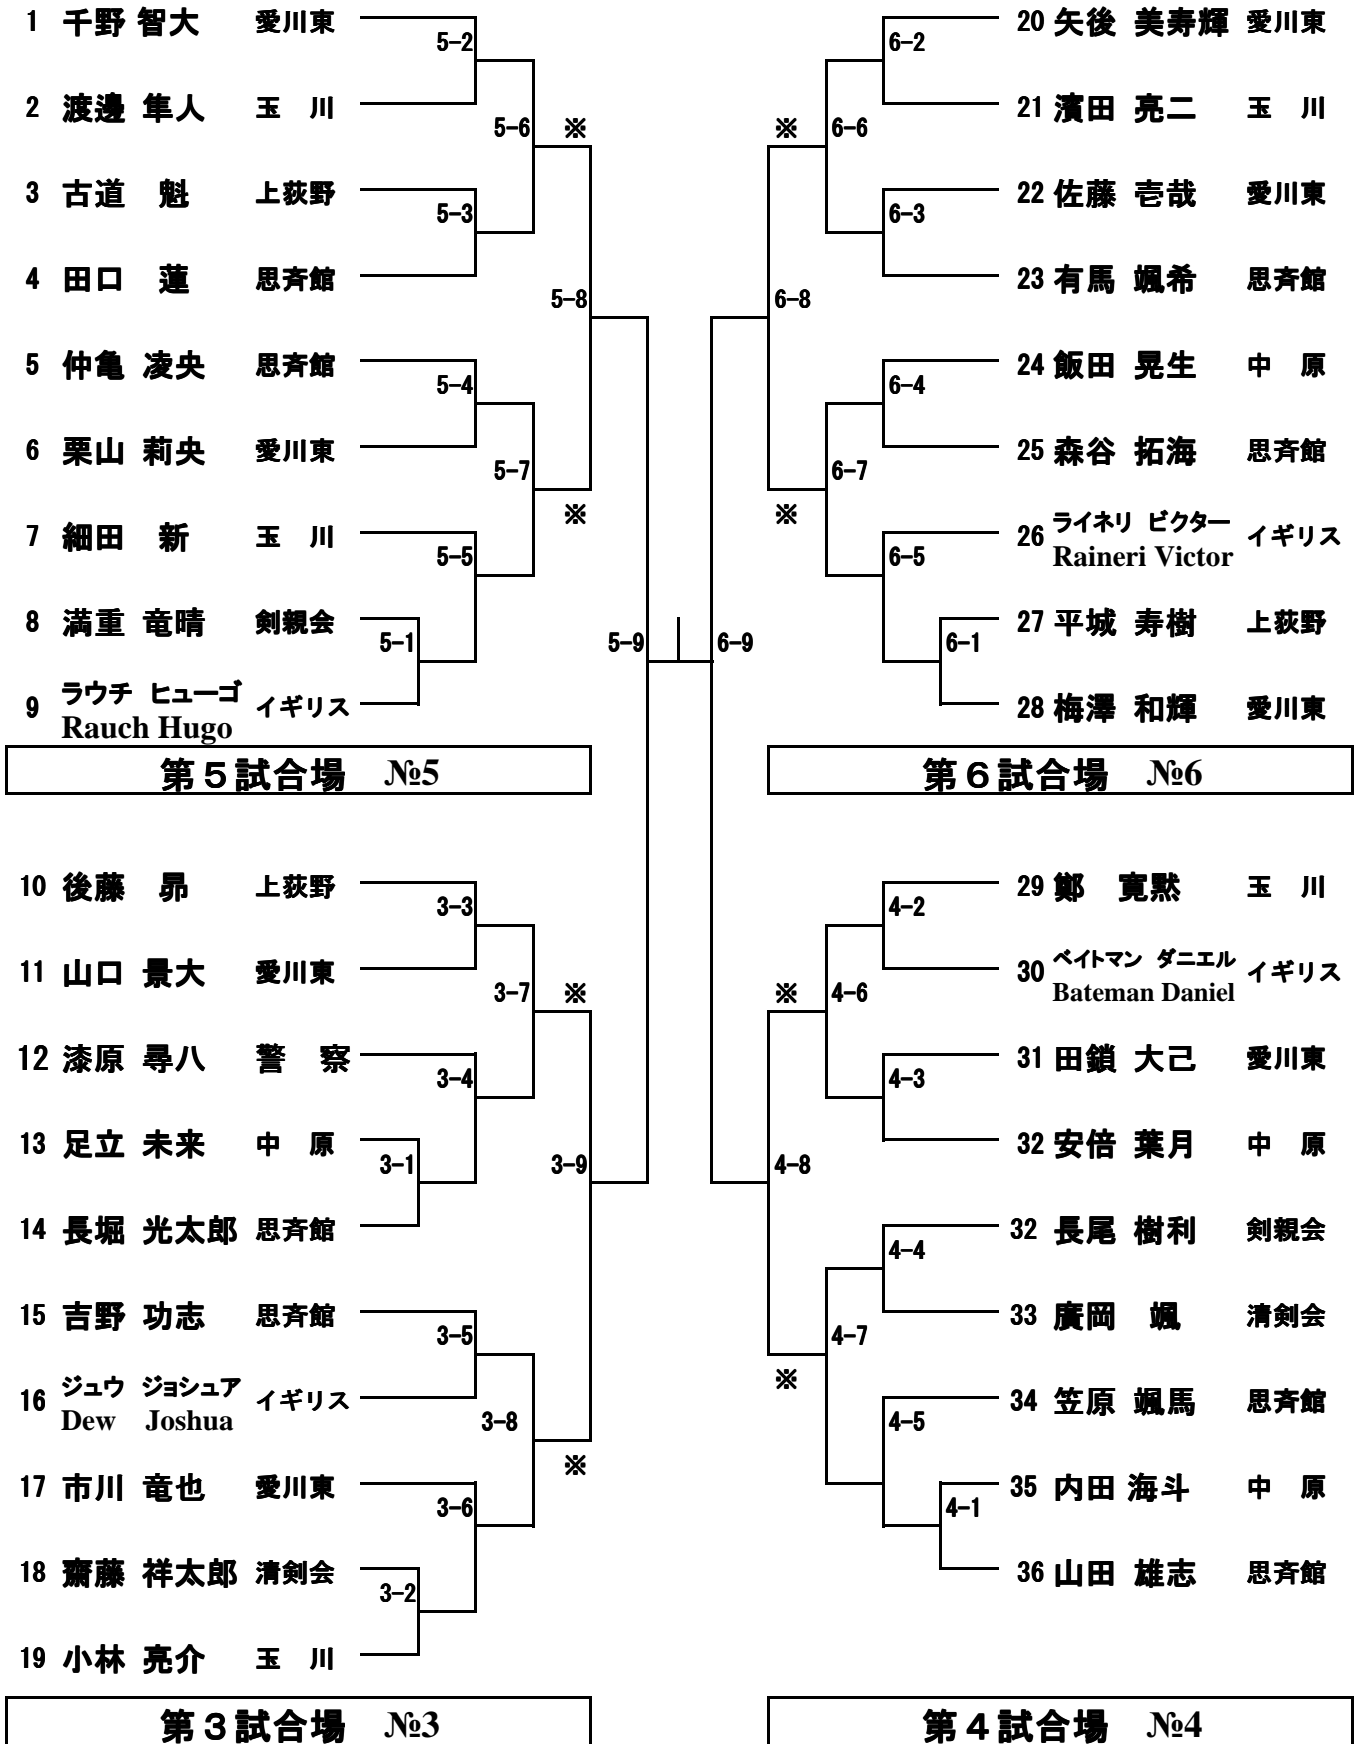 1 千野 智大 愛川東
5-2
2 渡邊 隼人 玉 川
5-6 ※
3 古道 魁 上荻野
5-3
4 田口 蓮 思斉館
5-8
5 仲亀 凌央 思斉館
5-4
6 栗山 莉央 愛川東
5-7
※
7 細田 新 玉 川
5-5
8 満重 竜晴 剣親会
5-1
5-9
9 ラウチ ヒューゴ イギリス
Rauch Hugo
第5試合場 №5
20 矢後 美寿輝 愛川東
6-2
21 濱田 亮二 玉 川
※ 6-6
22 佐藤 壱哉 愛川東
6-3
23 有馬 颯希 思斉館
6-8
24 飯田 晃生 中 原
6-4
25 森谷 拓海 思斉館
6-7
※
26 ライネリ ビクター イギリス
Raineri Victor
6-5
27 平城 寿樹 上荻野
6-1
6-9
28 梅澤 和輝 愛川東
第6試合場 №6
10 後藤 昴 上荻野
3-3
11 山口 景大 愛川東
3-7 ※
12 漆原 尋八 警 察
3-4
13 足立 未来 中 原
3-1
3-9
14 長堀 光太郎 思斉館
15 吉野 功志 思斉館
3-5
16 ジュウ ジョシュア イギリス
Dew Joshua
3-8
※
17 市川 竜也 愛川東
3-6
18 齋藤 祥太郎 清剣会
3-2
19 小林 亮介 玉 川
第3試合場 №3
29 鄭 寛黙 玉 川
4-2
30 ベイトマン ダニエル イギリス
Bateman Daniel
※ 4-6
31 田鎖 大己 愛川東
4-3
32 安倍 葉月 中 原
4-8
32 長尾 樹利 剣親会
4-4
33 廣岡 颯 清剣会
4-7
※
34 笠原 颯馬 思斉館
4-5
35 内田 海斗 中 原
4-1
36 山田 雄志 思斉館
第4試合場 №4